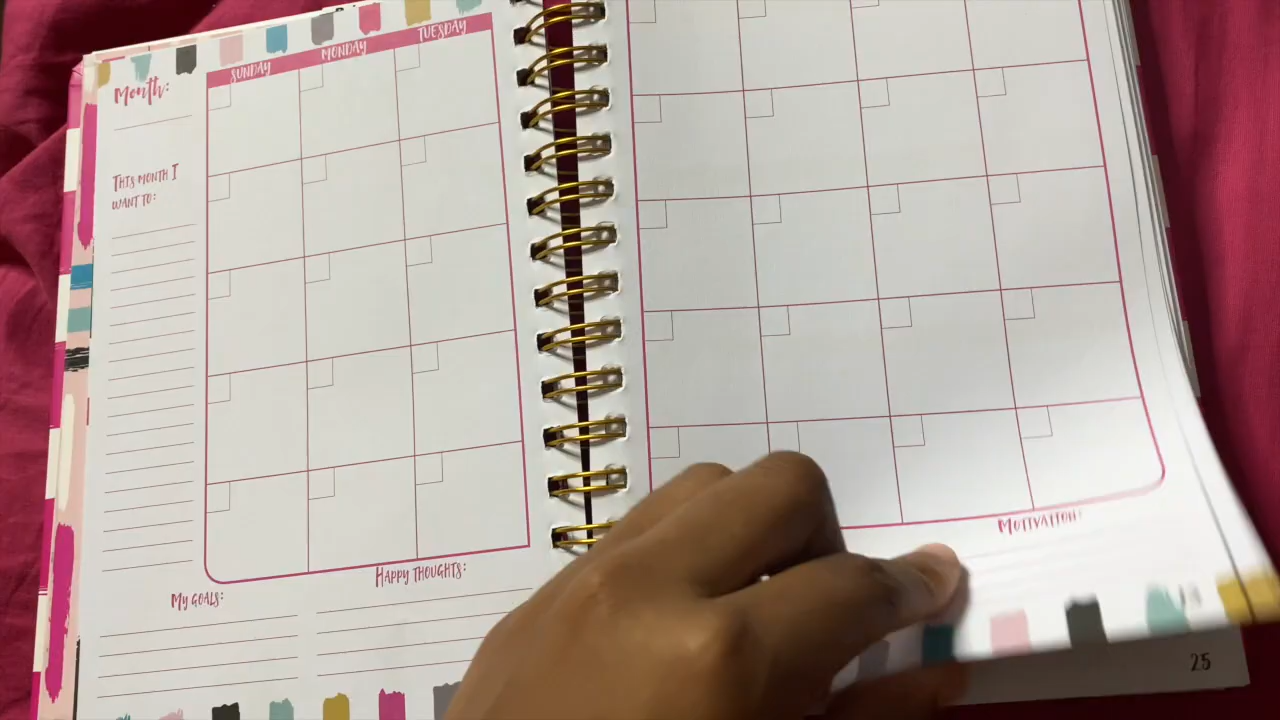 SUNDAY
MONDAY
TUESDAY
Month:
THIS MONTH I
WANT TO:
MY GOALS:
HAPPY THOUGHTS:
MOTIVATION:
25